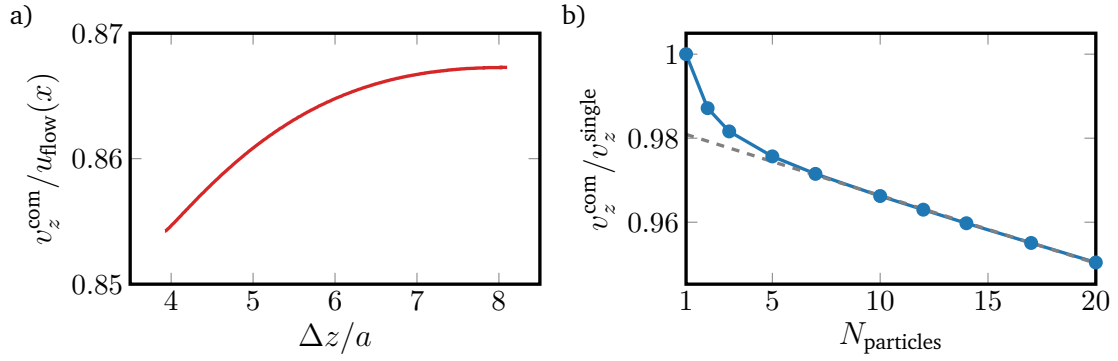 a)
0.87
0.86
0.85
4 5 6 7 8
Δz/a
v_z^com/u_flow(x)
b)
1
0.98
0.96
1 5 10 15 20
N_particles
v_z^com/v_z^single